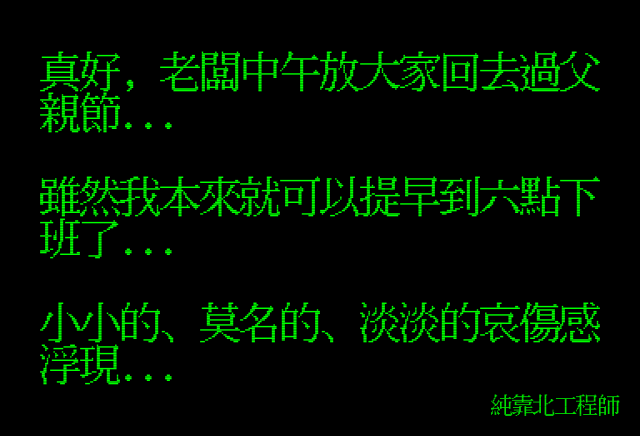 真好，老闆中午放大家回去過父
親節...
雖然我本來就可以提早到六點下
班了...
小小的、莫名的、淡淡的哀傷感
浮現...
純靠北工程師